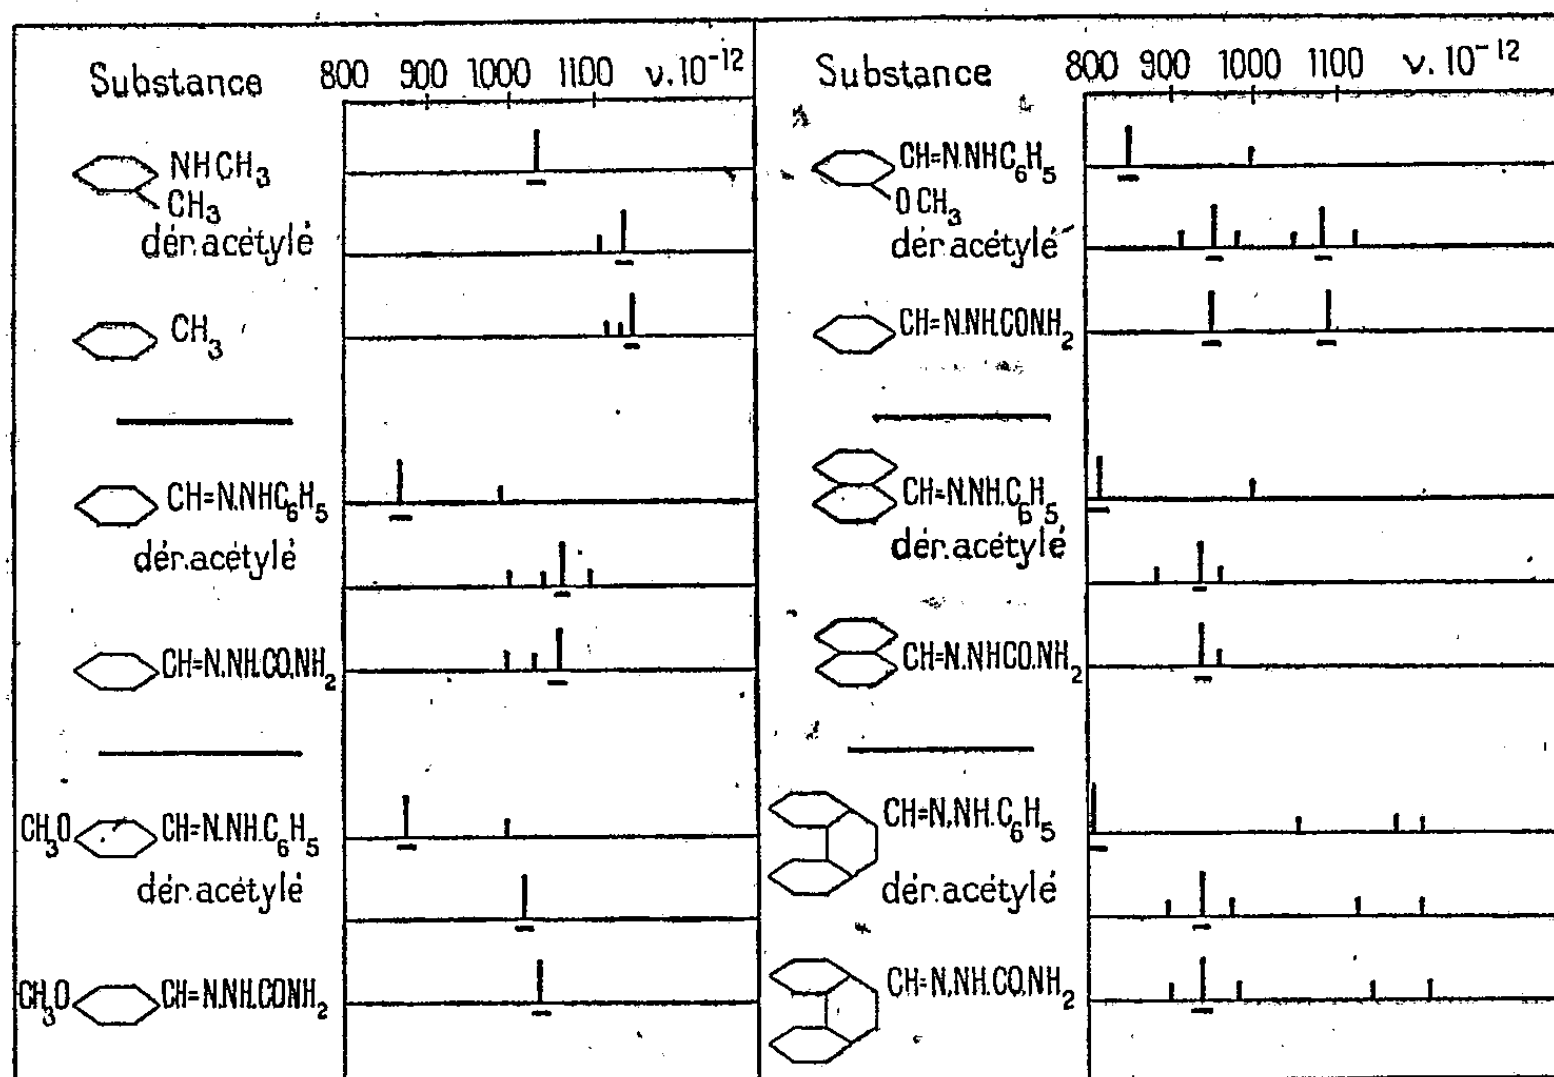 Substance 800 900 1000 1100 ν.10⁻¹²
NHCH₃
CH₃
dér.acétylé
CH₃
CH=N.NHC₆H₅
dér.acétylé
CH=N.NH.CO.NH₂
CH₃O CH=N.NH.C₆H₅
dér.acétylé
CH₃O CH=N.NH.CONH₂
Substance 800 900 1000 1100 ν.10⁻¹²
CH=N.NHC₆H₅
OCH₃
dér.acétylé
CH=N.NH.CONH₂
CH=N.NH.C₆H₅
dér.acétylé
CH=N.NHCO.NH₂
CH=N.NH.C₆H₅
dér.acétylé
CH=N.NH.CO.NH₂